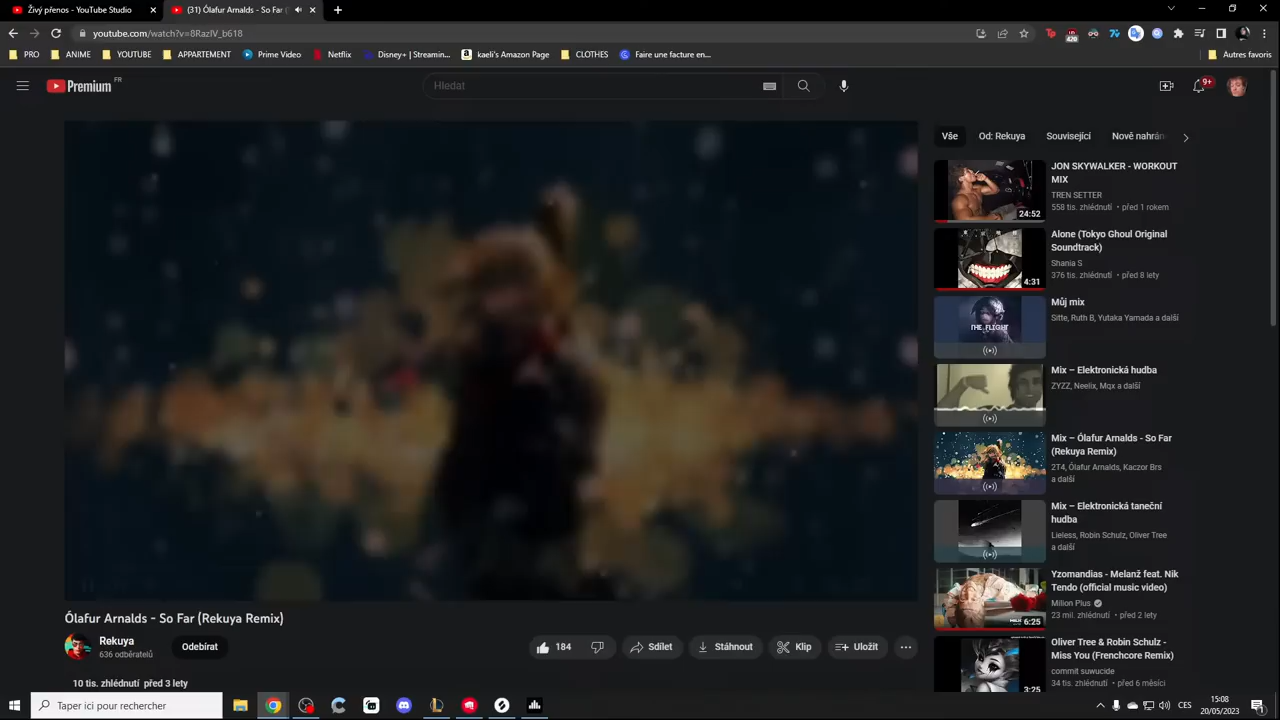 Živý přenos - YouTube Studio
(31) Ólafur Arnalds - So Far (
youtube.com/watch?v=8RazIV_b618
420
PRO
ANIME
YOUTUBE
APPARTEMENT
Prime Video
Netflix
Disney+ | Streamin...
kaeli's Amazon Page
CLOTHES
Faire une facture en...
Autres favoris
Premium
FR
Hledat
9+
Vše
Od: Rekuya
Související
Nově nahrán
JON SKYWALKER - WORKOUT
MIX
TREN SETTER
558 tis. zhlédnutí • před 1 rokem
24:52
Alone (Tokyo Ghoul Original
Soundtrack)
Shania S
376 tis. zhlédnutí • před 8 lety
4:31
Můj mix
Sitte, Ruth B, Yutaka Yamada a další
THE FLIGHT
Mix – Elektronická hudba
ZYZZ, Neelix, Mqx a další
Mix – Ólafur Arnalds - So Far
(Rekuya Remix)
2T4, Ólafur Arnalds, Kaczor Brs
a další
Mix – Elektronická taneční
hudba
Lieless, Robin Schulz, Oliver Tree
a další
Yzomandias - Melanž feat. Nik
Tendo (official music video)
Milion Plus
23 mil. zhlédnutí • před 2 lety
6:25
Oliver Tree & Robin Schulz -
Miss You (Frenchcore Remix)
commit suwucide
34 tis. zhlédnutí • před 6 měsíci
3:25
Ólafur Arnalds - So Far (Rekuya Remix)
Rekuya
636 odběratelů
Odebírat
184
Sdílet
Stáhnout
Klip
Uložit
10 tis. zhlédnutí před 3 lety
Taper ici pour rechercher
CES
15:08
20/05/2023